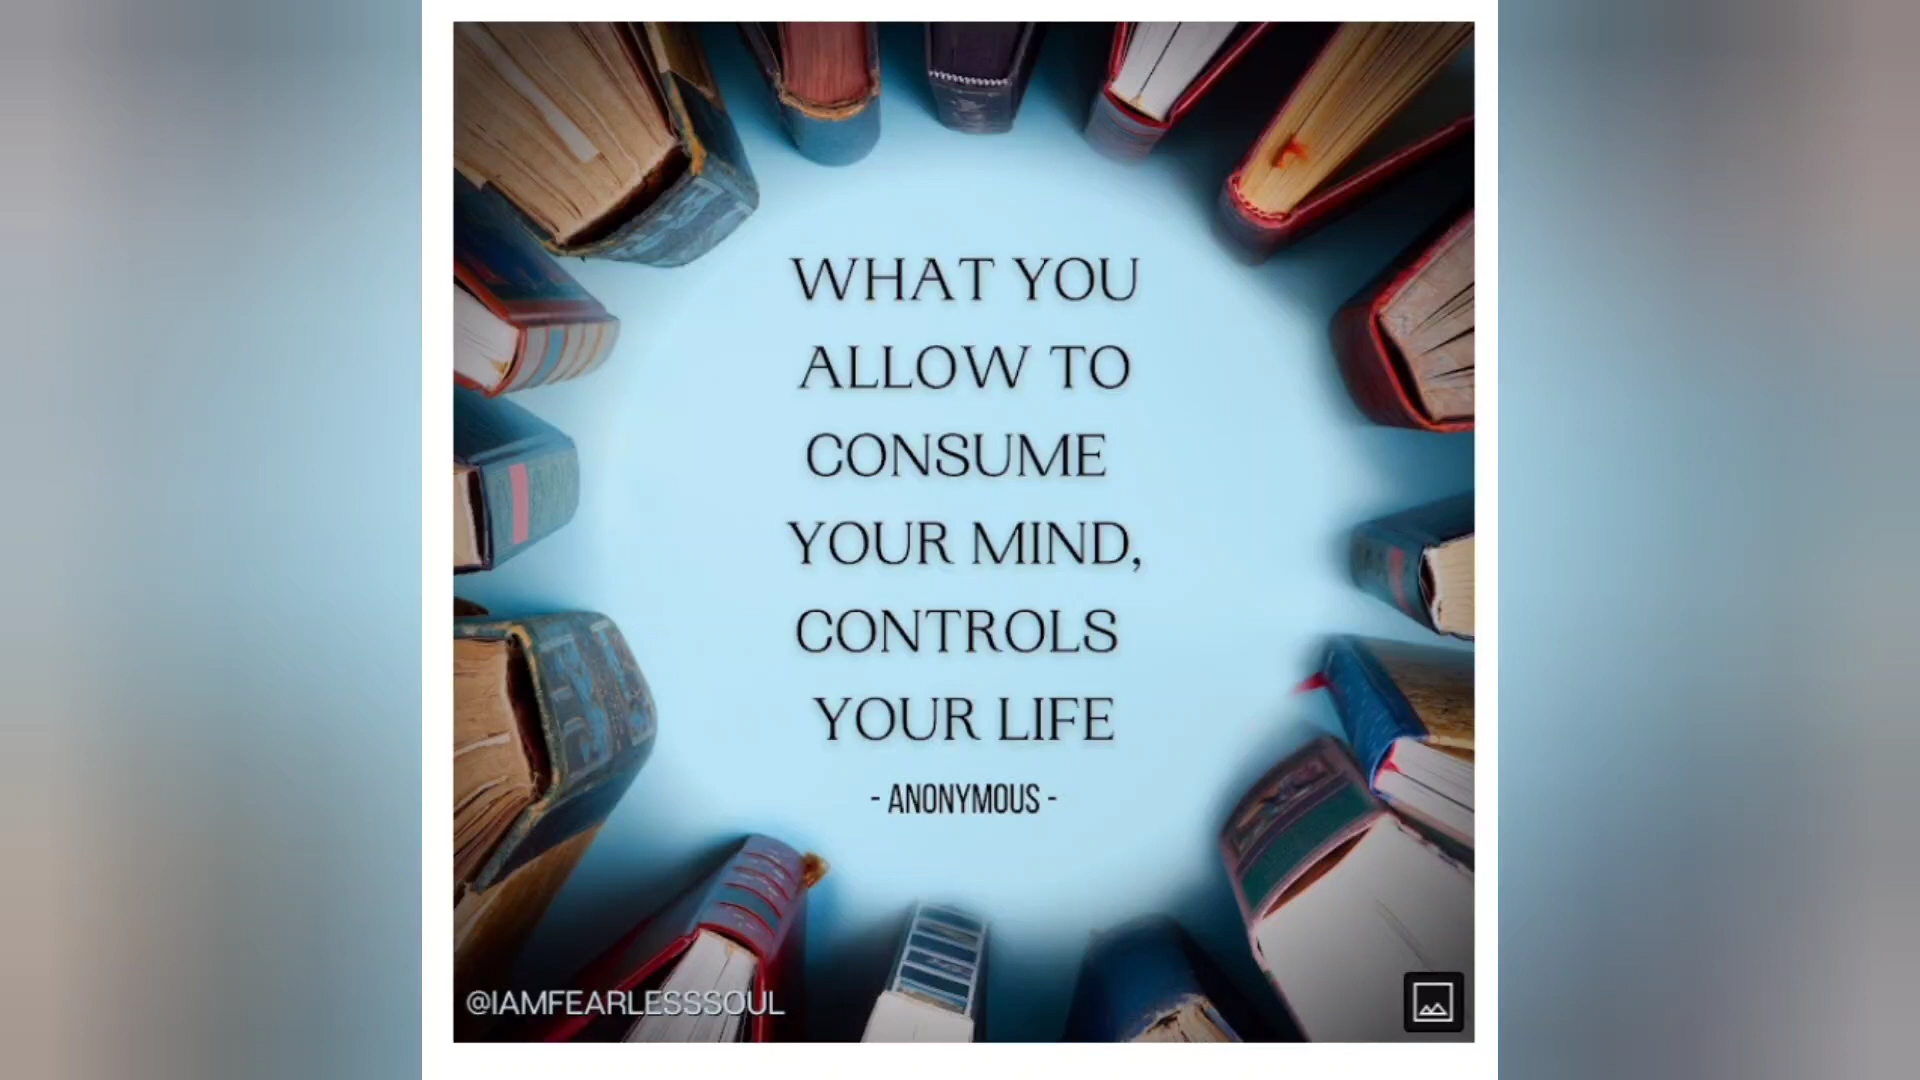 WHAT YOU
ALLOW TO
CONSUME
YOUR MIND,
CONTROLS
YOUR LIFE
- ANONYMOUS -
@IAMFEARLESSSOUL